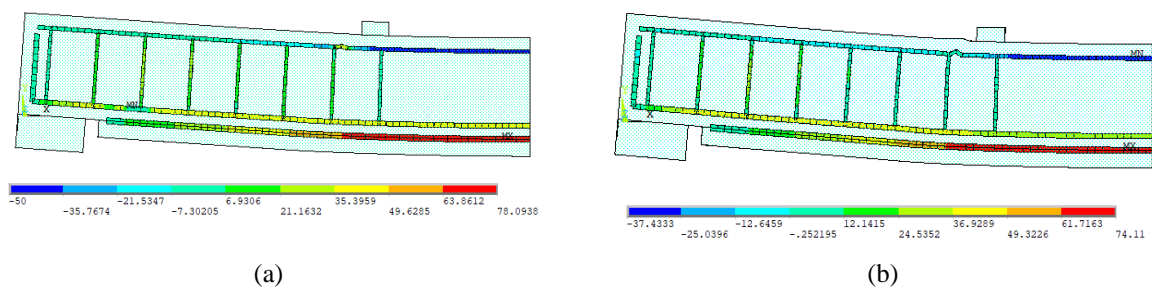 MN
X
MN
MX
MN
X
MX
-50
-21.5347
6.9306
35.3959
63.8612
-35.7674
-7.30205
21.1632
49.6285
78.0938
-37.4333
-12.6459
12.1415
36.9289
61.7163
-25.0396
-.252195
24.5352
49.3226
74.11
(a)
(b)